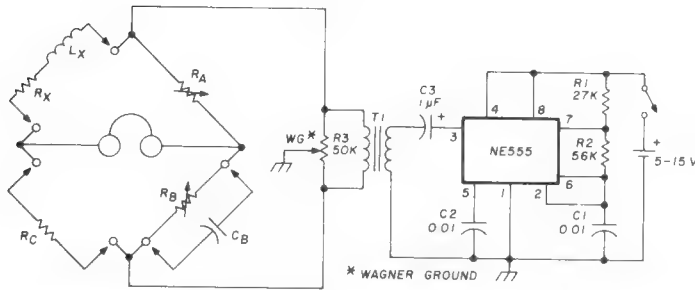 LX
RX
RA
RB
RC
CB
WG*
R3
50K
T1
C3
1µF
+
3
4
8
7
6
2
1
5
NE555
R1
27K
R2
56K
+
5-15V
C2
0.01
C1
0.01
* WAGNER GROUND